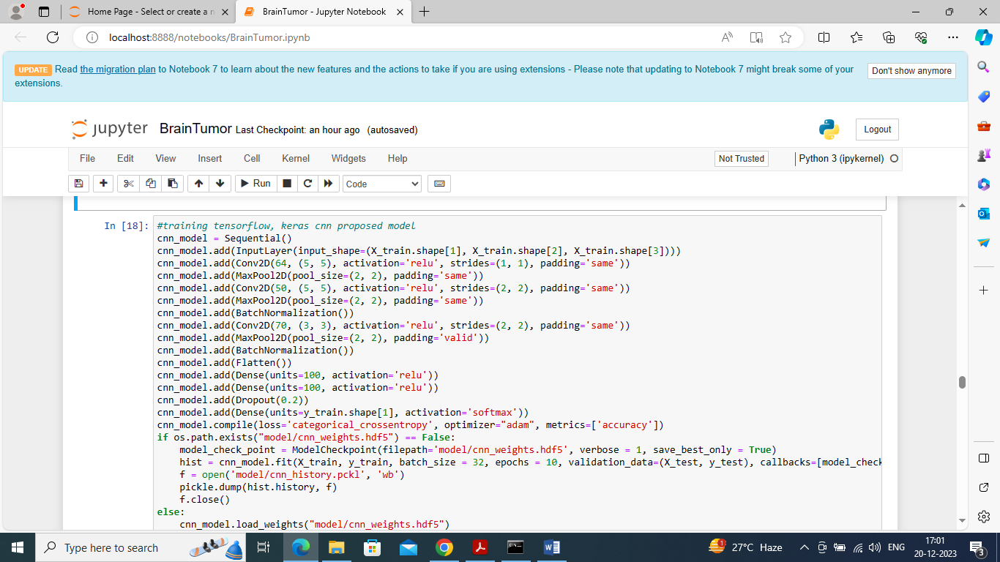 Home Page - Select or create a n
BrainTumor - Jupyter Notebook
localhost:8888/notebooks/BrainTumor.ipynb
UPDATE Read the migration plan to Notebook 7 to learn about the new features and the actions to take if you are using extensions - Please note that updating to Notebook 7 might break some of your
extensions.
Don't show anymore
jupyter BrainTumor Last Checkpoint: an hour ago (autosaved)
Logout
File Edit View Insert Cell Kernel Widgets Help
Not Trusted
Python 3 (ipykernel)
Run
Code
In [18]:
#training tensorflow, keras cnn proposed model
cnn_model = Sequential()
cnn_model.add(InputLayer(input_shape=(X_train.shape[1], X_train.shape[2], X_train.shape[3])))
cnn_model.add(Conv2D(64, (5, 5), activation='relu', strides=(1, 1), padding='same'))
cnn_model.add(MaxPool2D(pool_size=(2, 2), padding='same'))
cnn_model.add(Conv2D(50, (5, 5), activation='relu', strides=(2, 2), padding='same'))
cnn_model.add(MaxPool2D(pool_size=(2, 2), padding='same'))
cnn_model.add(BatchNormalization())
cnn_model.add(Conv2D(70, (3, 3), activation='relu', strides=(2, 2), padding='same'))
cnn_model.add(MaxPool2D(pool_size=(2, 2), padding='valid'))
cnn_model.add(BatchNormalization())
cnn_model.add(Flatten())
cnn_model.add(Dense(units=100, activation='relu'))
cnn_model.add(Dense(units=100, activation='relu'))
cnn_model.add(Dropout(0.2))
cnn_model.add(Dense(units=y_train.shape[1], activation='softmax'))
cnn_model.compile(loss='categorical_crossentropy', optimizer="adam", metrics=['accuracy'])
if os.path.exists("model/cnn_weights.hdf5") == False:
    model_check_point = ModelCheckpoint(filepath='model/cnn_weights.hdf5', verbose = 1, save_best_only = True)
    hist = cnn_model.fit(X_train, y_train, batch_size = 32, epochs = 10, validation_data=(X_test, y_test), callbacks=[model_check
    f = open('model/cnn_history.pckl', 'wb')
    pickle.dump(hist.history, f)
    f.close()
else:
    cnn_model.load_weights("model/cnn_weights.hdf5")
Type here to search
27°C Haze
ENG
17:01
20-12-2023
3